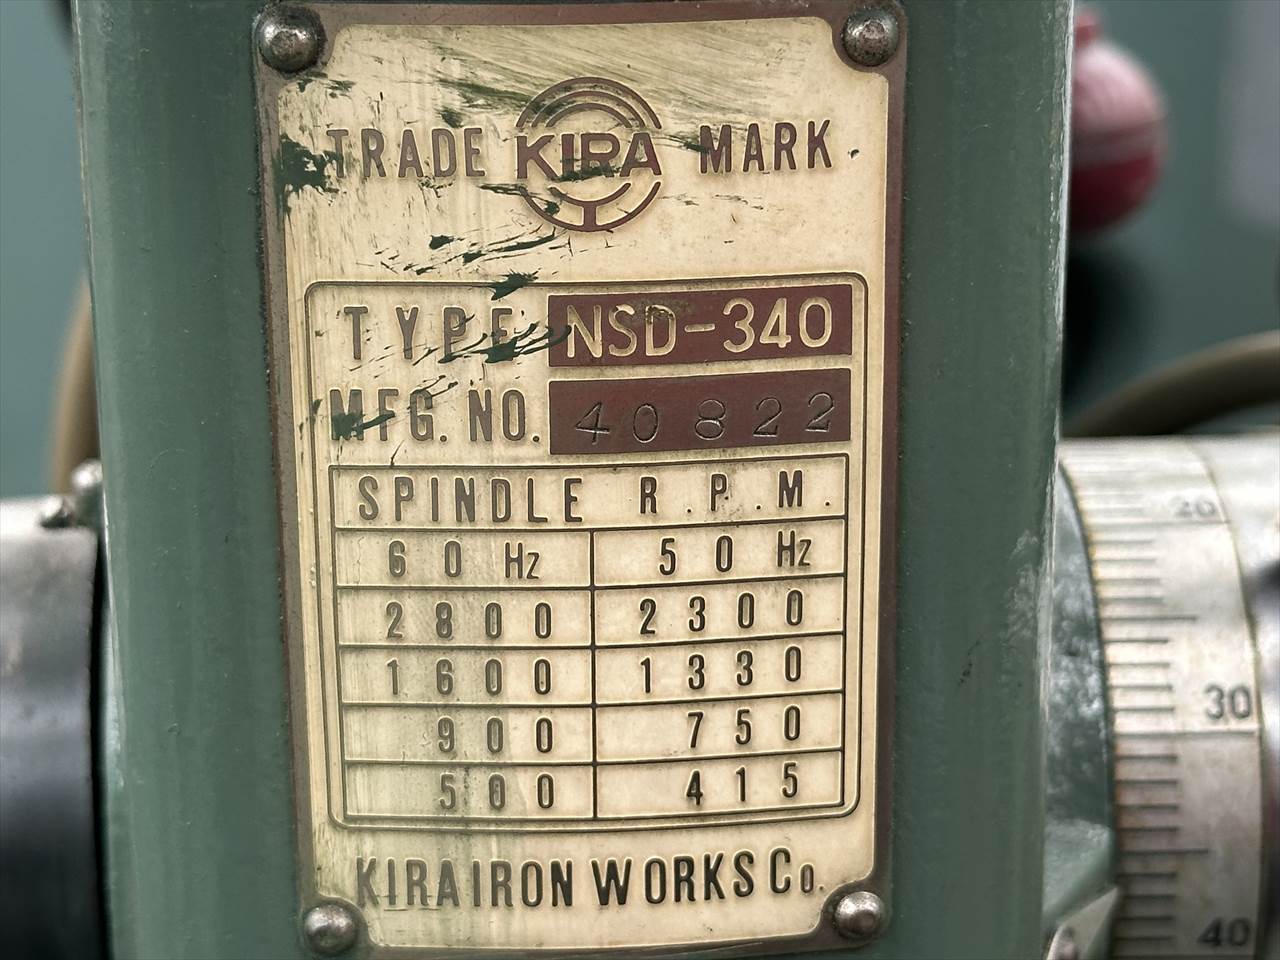 TRADE KIRA MARK
TYPE NSD-340
MFG. NO. 40822
SPINDLE R.P.M.
60 Hz 50 Hz
2800 2300
1600 1330
900 750
500 415
KIRA IRON WORKS Co.
20
30
40